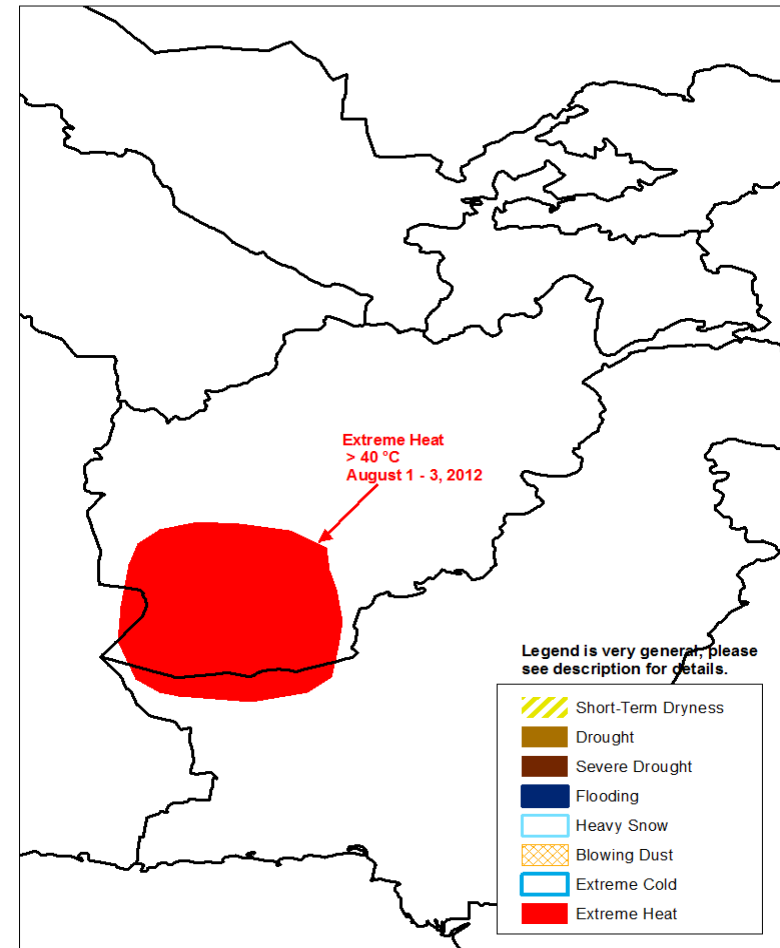 Extreme Heat
> 40 °C
August 1 - 3, 2012
Legend is very general, please
see description for details.
Short-Term Dryness
Drought
Severe Drought
Flooding
Heavy Snow
Blowing Dust
Extreme Cold
Extreme Heat